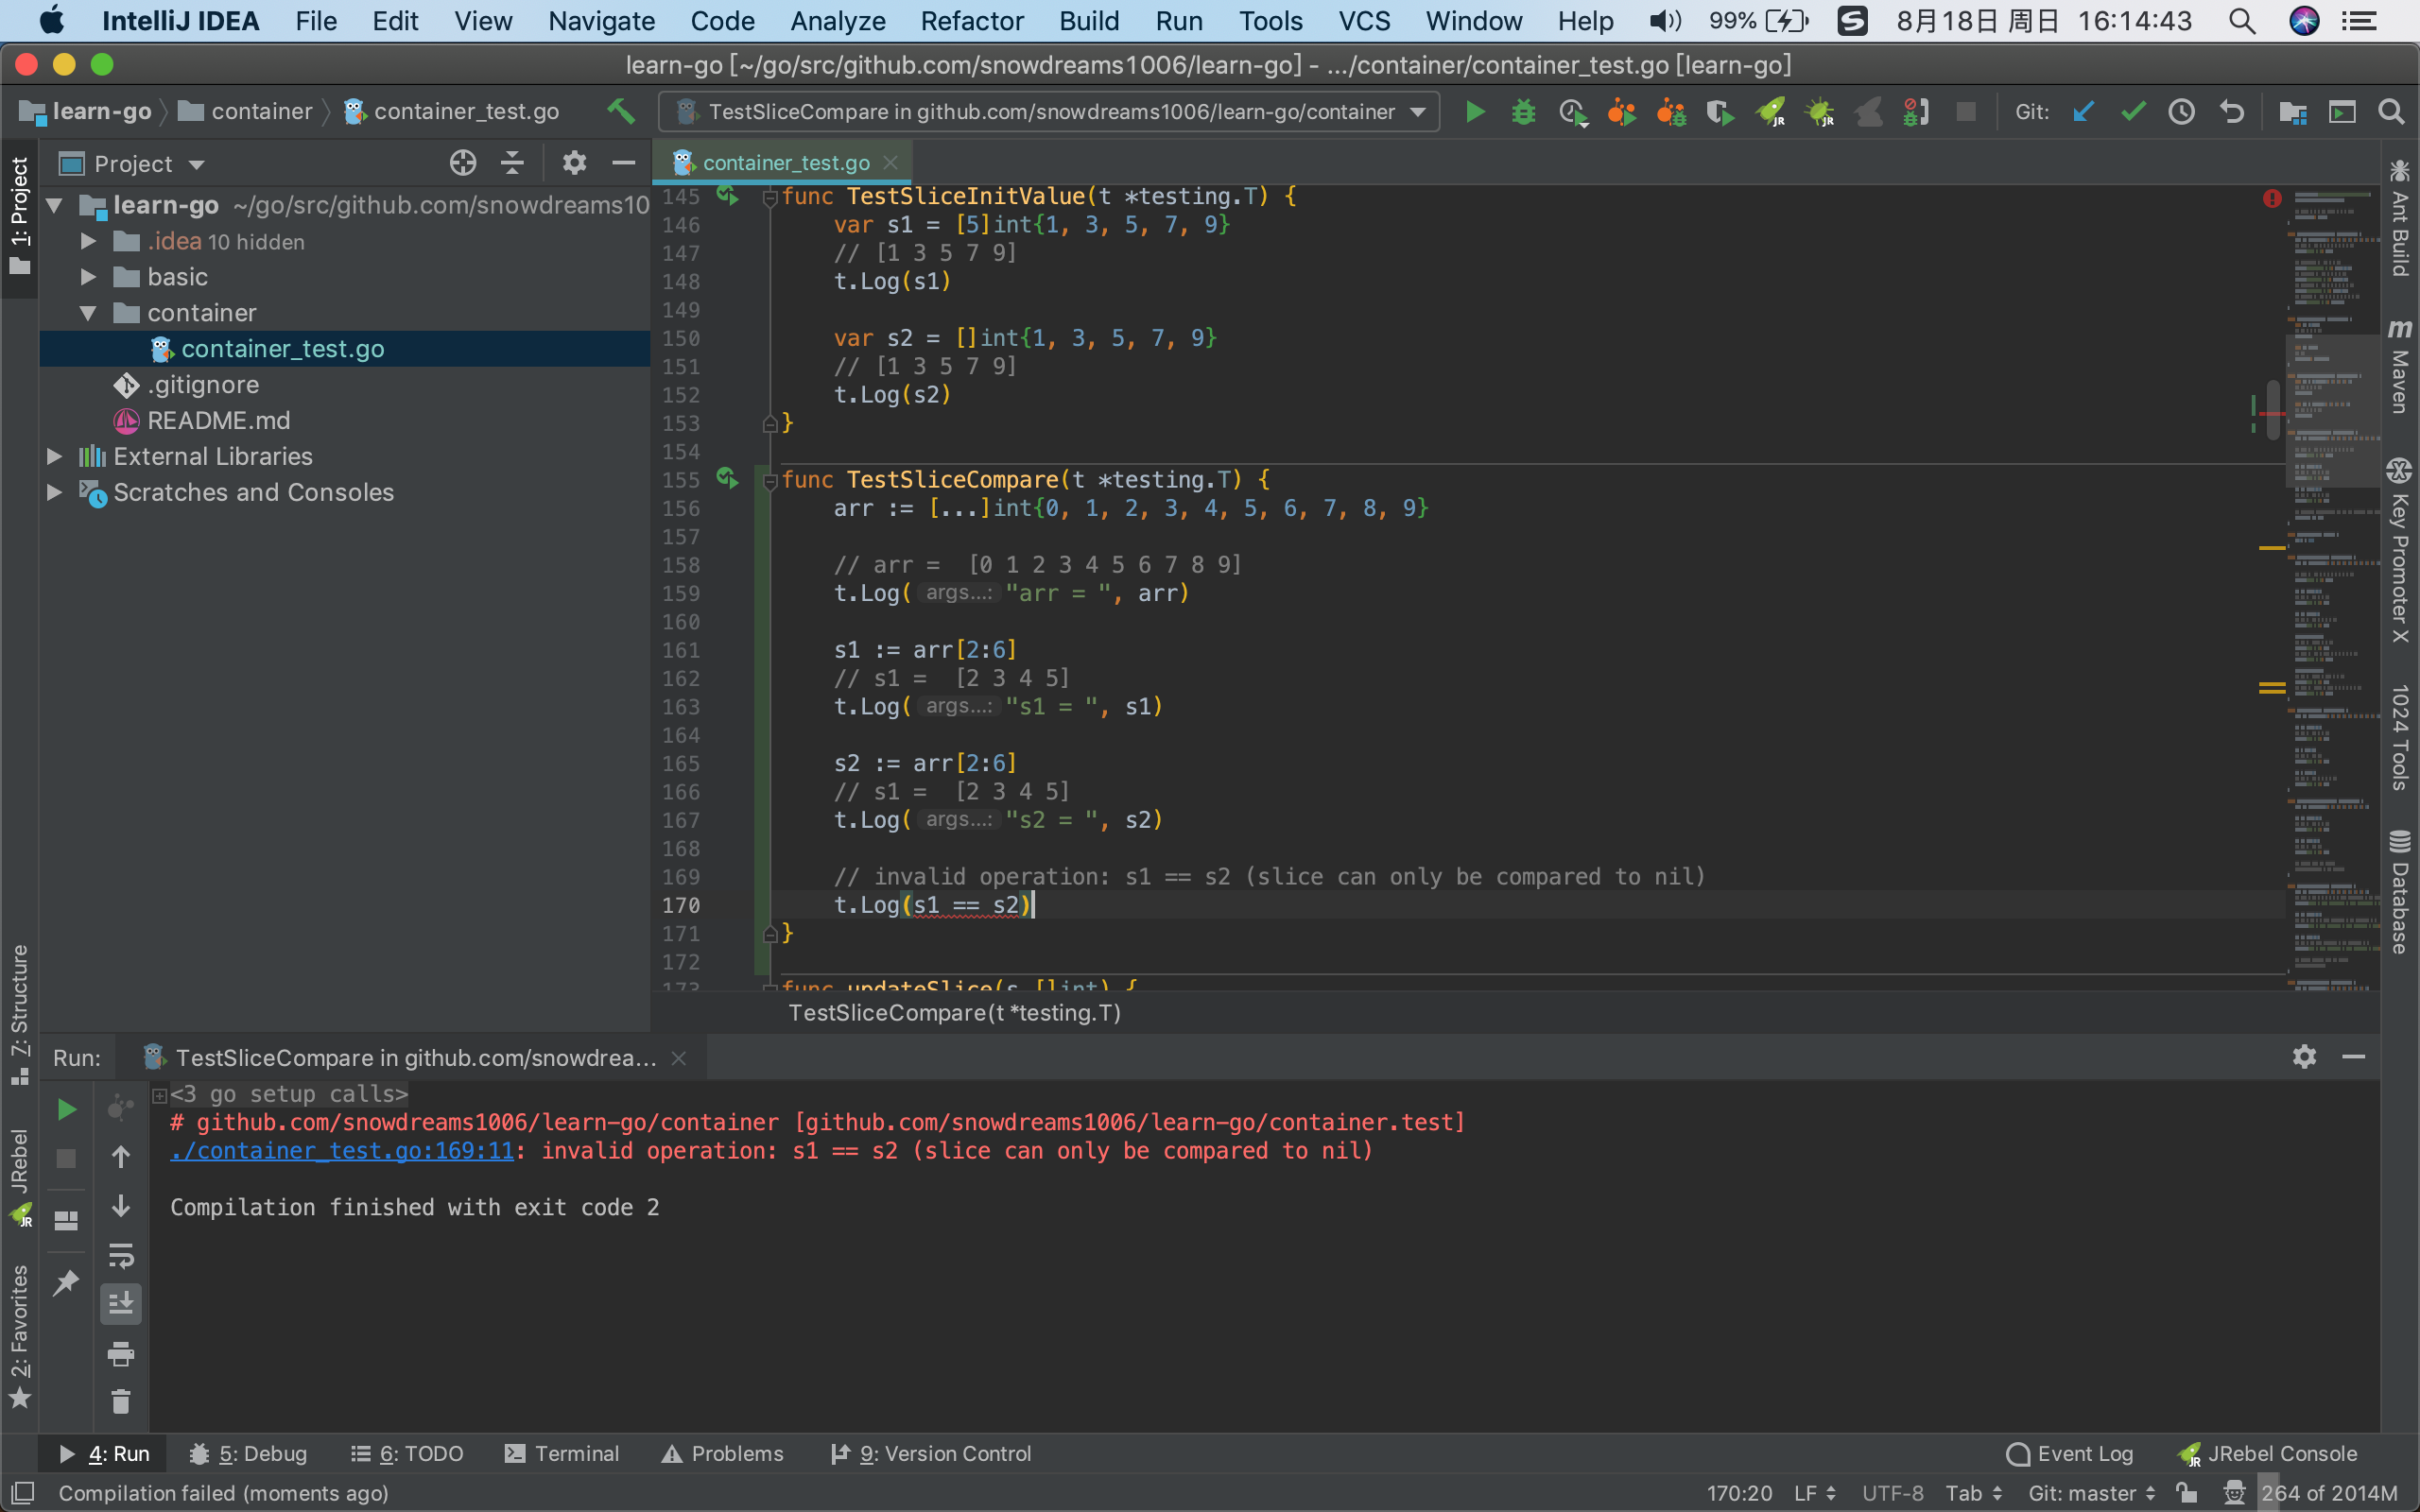 IntelliJ IDEA File Edit View Navigate Code Analyze Refactor Build Run Tools VCS Window Help 99% 8月18日 周日 16:14:43
learn-go [~/go/src/github.com/snowdreams1006/learn-go] - .../container/container_test.go [learn-go]
learn-go container container_test.go TestSliceCompare in github.com/snowdreams1006/learn-go/container Git:
Project
container_test.go
learn-go ~/go/src/github.com/snowdreams10
.idea 10 hidden
basic
container
container_test.go
.gitignore
README.md
External Libraries
Scratches and Consoles
1: Project
7: Structure
JRebel
2: Favorites
145 func TestSliceInitValue(t *testing.T) {
146 var s1 = [5]int{1, 3, 5, 7, 9}
147 // [1 3 5 7 9]
148 t.Log(s1)
149
150 var s2 = []int{1, 3, 5, 7, 9}
151 // [1 3 5 7 9]
152 t.Log(s2)
153 }
154
155 func TestSliceCompare(t *testing.T) {
156 arr := [...]int{0, 1, 2, 3, 4, 5, 6, 7, 8, 9}
157
158 // arr =  [0 1 2 3 4 5 6 7 8 9]
159 t.Log( args...: "arr = ", arr)
160
161 s1 := arr[2:6]
162 // s1 =  [2 3 4 5]
163 t.Log( args...: "s1 = ", s1)
164
165 s2 := arr[2:6]
166 // s1 =  [2 3 4 5]
167 t.Log( args...: "s2 = ", s2)
168
169 // invalid operation: s1 == s2 (slice can only be compared to nil)
170 t.Log(s1 == s2)
171 }
172
173 func updateSlice(s []int) {
TestSliceCompare(t *testing.T)
Ant Build
m Maven
Key Promoter X
1024 Tools
Database
Run: TestSliceCompare in github.com/snowdrea...
<3 go setup calls>
# github.com/snowdreams1006/learn-go/container [github.com/snowdreams1006/learn-go/container.test]
./container_test.go:169:11: invalid operation: s1 == s2 (slice can only be compared to nil)
Compilation finished with exit code 2
4: Run 5: Debug 6: TODO Terminal Problems 9: Version Control Event Log JRebel Console
Compilation failed (moments ago) 170:20 LF UTF-8 Tab Git: master 264 of 2014M